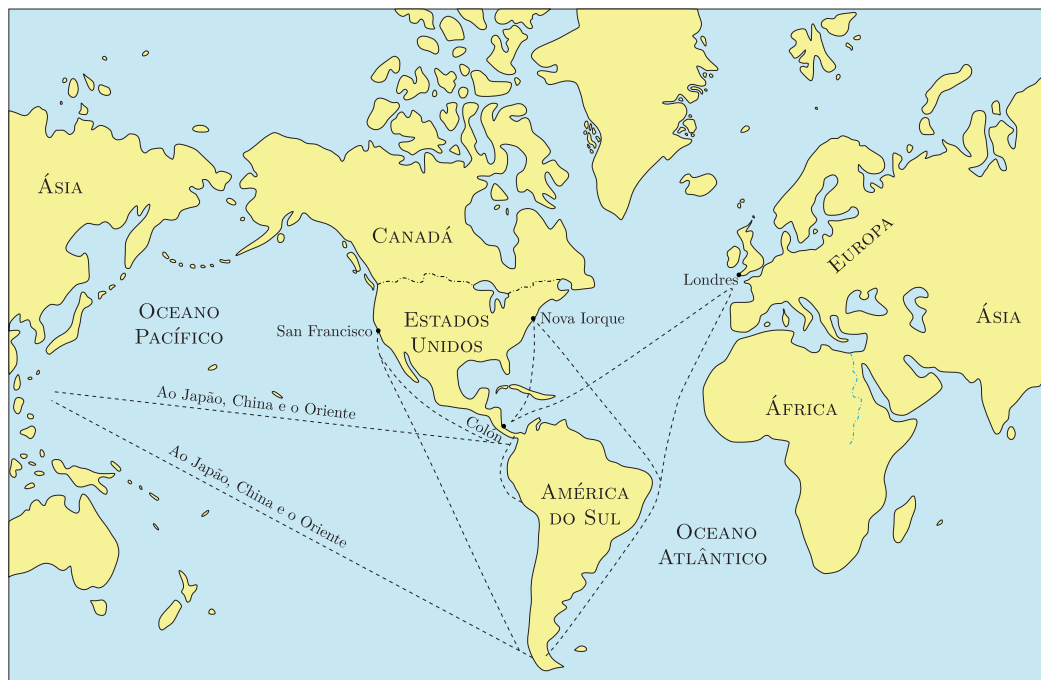 ÁSIA
CANADÁ
EUROPA
Londres
OCEANO
PACÍFICO
San Francisco
ESTADOS
UNIDOS
Nova Iorque
ÁSIA
Ao Japão, China e o Oriente
Colón
ÁFRICA
Ao Japão, China e o Oriente
AMÉRICA
DO SUL
OCEANO
ATLÂNTICO